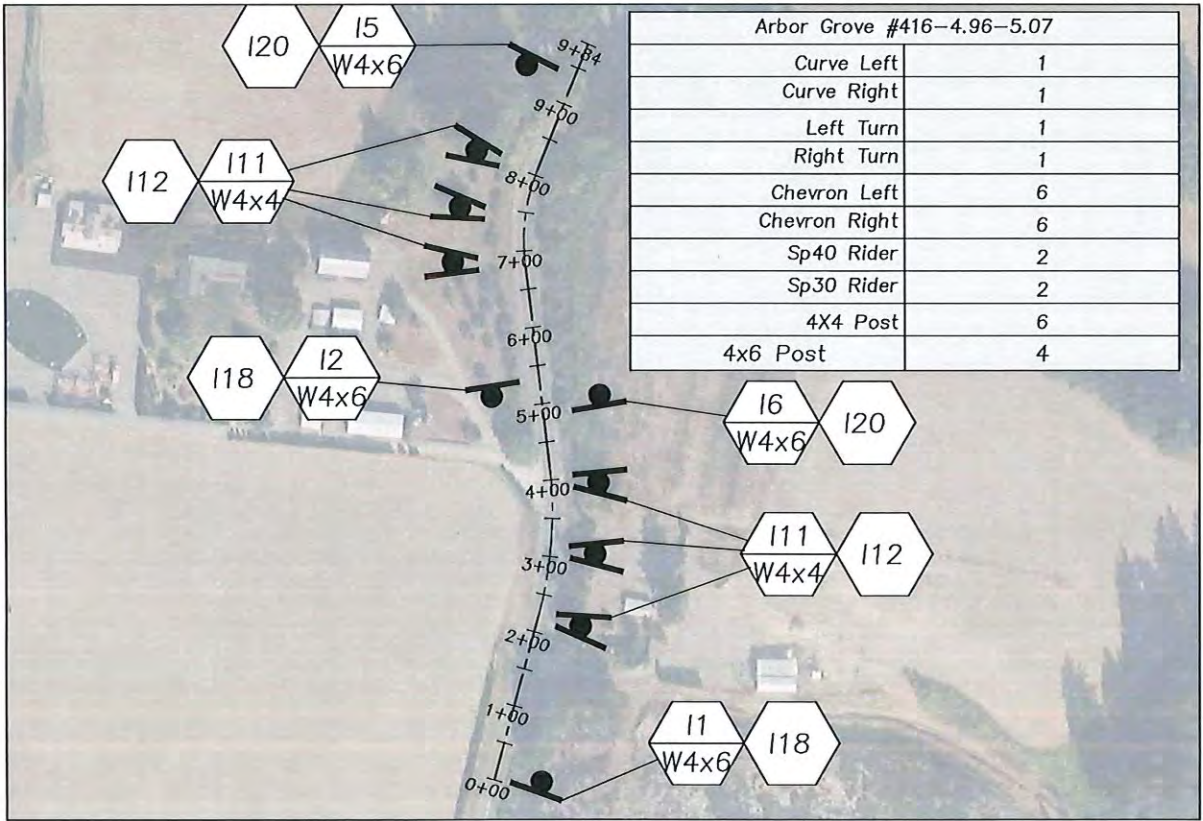 Arbor Grove #416-4.96-5.07
Curve Left 1
Curve Right 1
Left Turn 1
Right Turn 1
Chevron Left 6
Chevron Right 6
Sp40 Rider 2
Sp30 Rider 2
4X4 Post 6
4x6 Post 4
I20 I5
W4x6
9+84
9+00
I12 I11
W4x4
8+00
7+00
6+00
I18 I2
W4x6
5+00
I6 I20
W4x6
4+00
I11 I12
W4x4
3+00
2+00
1+00
I1 I18
W4x6
0+00